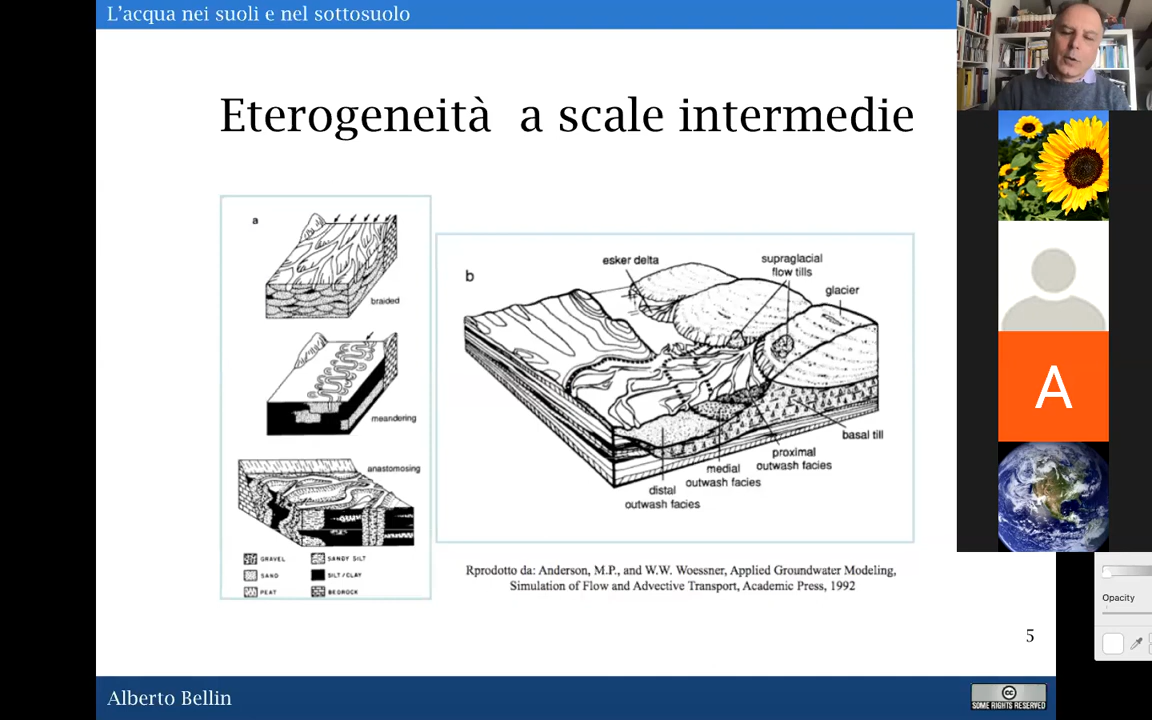 L'acqua nei suoli e nel sottosuolo
Eterogeneità a scale intermedie
a
braided
meandering
anastomosing
GRAVEL
SANDY SILT
SAND
SILT/CLAY
PEAT
BEDROCK
b
esker delta
supraglacial
flow tills
glacier
basal till
proximal
outwash facies
medial
outwash facies
distal
outwash facies
Rprodotto da: Anderson, M.P., and W.W. Woessner, Applied Groundwater Modeling,
Simulation of Flow and Advective Transport, Academic Press, 1992
A
Opacity
5
Alberto Bellin
cc
SOME RIGHTS RESERVED